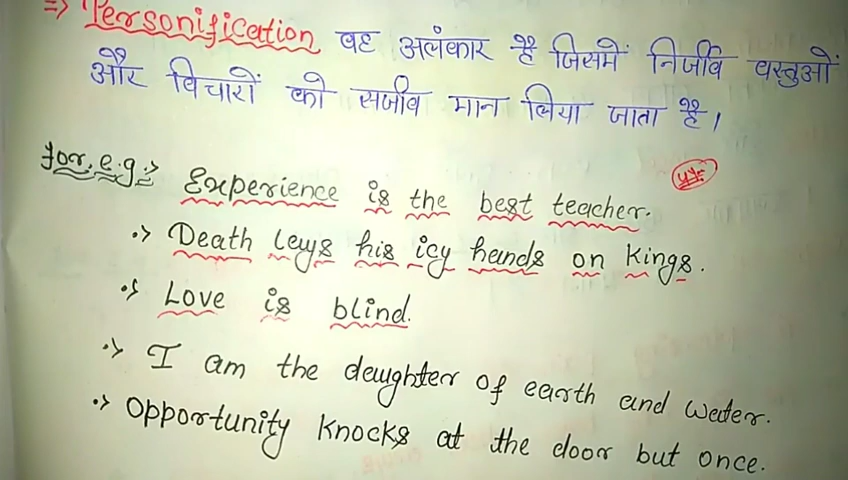 => Personification वह अलंकार है जिसमें निर्जीव वस्तुओं
और विचारों को सजीव मान लिया जाता है।
for, e.g:- Experience is the best teacher.
.> Death leys his icy hands on kings.
.> Love is blind.
.> I am the daughter of earth and water.
.> Opportunity knocks at the door but once.